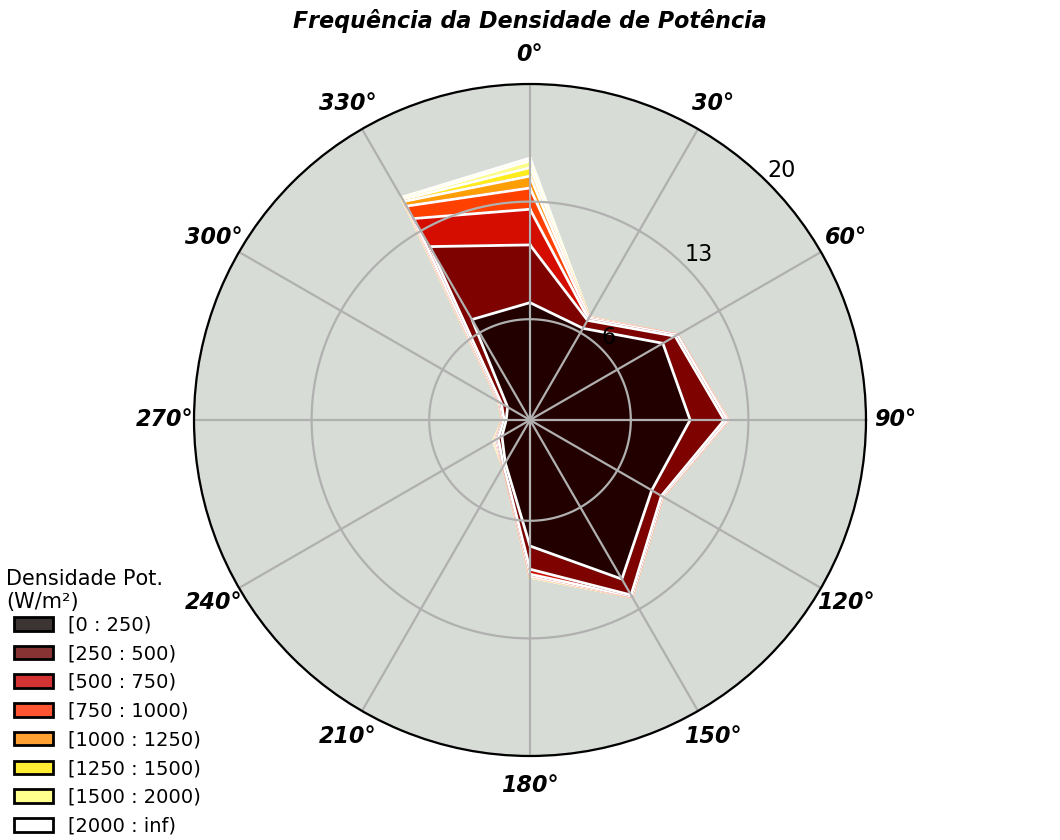 Frequência da Densidade de Potência
0°
330°
30°
20
300°
60°
13
6
270°
90°
240°
120°
210°
150°
180°
Densidade Pot.
(W/m²)
[0 : 250)
[250 : 500)
[500 : 750)
[750 : 1000)
[1000 : 1250)
[1250 : 1500)
[1500 : 2000)
[2000 : inf)